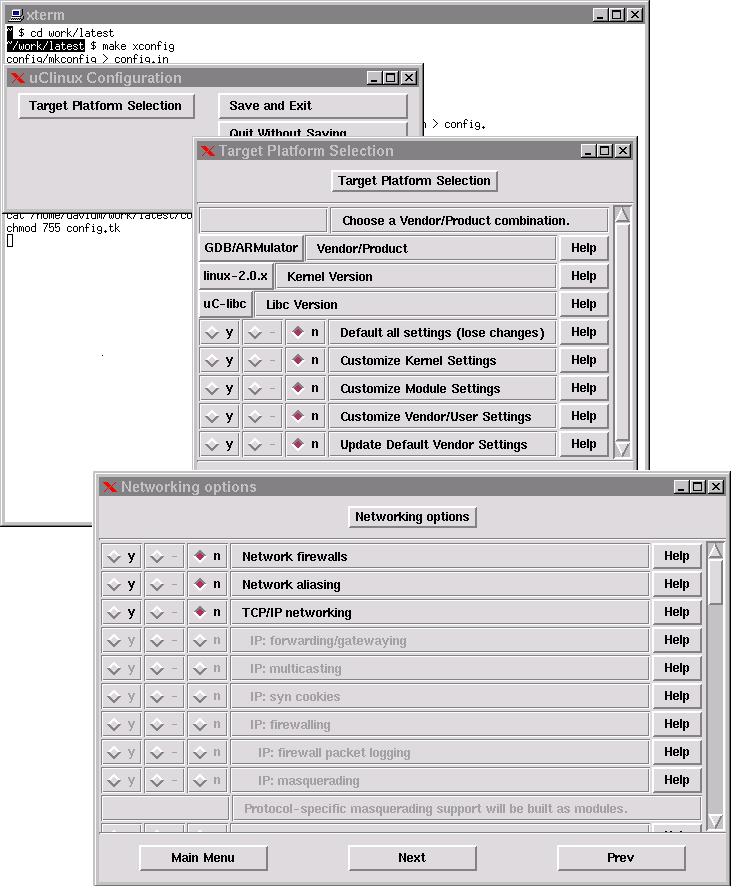 xterm
~ $ cd work/latest
~/work/latest $ make xconfig
config/mkconfig > config.in
> config.
uClinux Configuration
Target Platform Selection
Save and Exit
Quit Without Saving
chmod 755 config.tk
Target Platform Selection
Target Platform Selection
Choose a Vendor/Product combination.
GDB/ARMulator Vendor/Product Help
linux-2.0.x Kernel Version Help
uC-libc Libc Version Help
y - n Default all settings (lose changes) Help
y - n Customize Kernel Settings Help
y - n Customize Module Settings Help
y - n Customize Vendor/User Settings Help
y - n Update Default Vendor Settings Help
Networking options
Networking options
y - n Network firewalls Help
y - n Network aliasing Help
y - n TCP/IP networking Help
y - n IP: forwarding/gatewaying Help
y - n IP: multicasting Help
y - n IP: syn cookies Help
y - n IP: firewalling Help
y - n IP: firewall packet logging Help
y - n IP: masquerading Help
Protocol-specific masquerading support will be built as modules.
Main Menu Next Prev